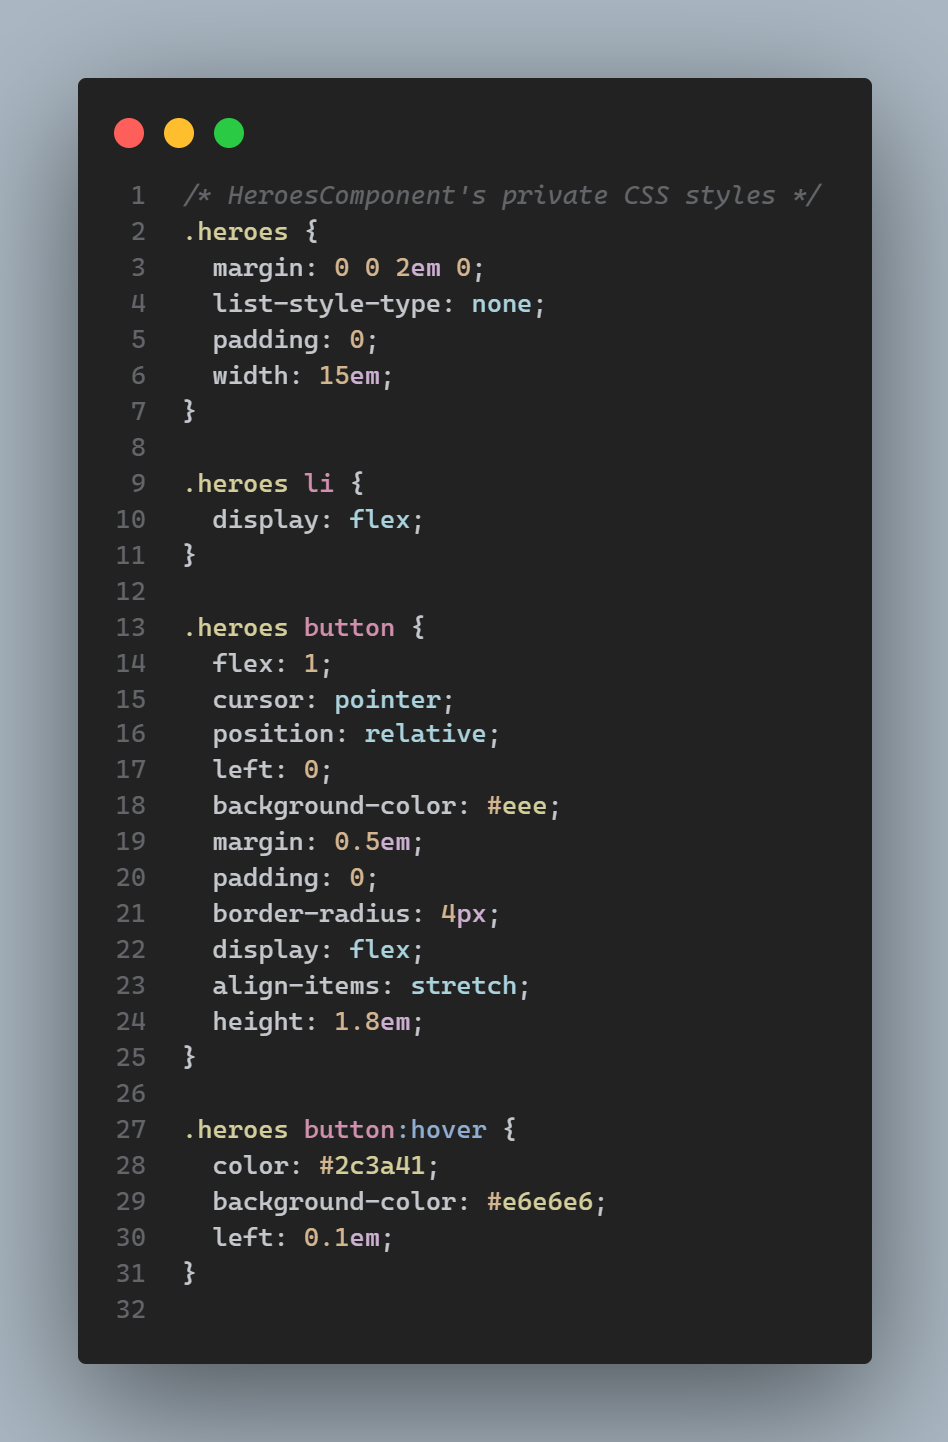 1 /* HeroesComponent's private CSS styles */
2 .heroes {
3   margin: 0 0 2em 0;
4   list-style-type: none;
5   padding: 0;
6   width: 15em;
7 }
8
9 .heroes li {
10   display: flex;
11 }
12
13 .heroes button {
14   flex: 1;
15   cursor: pointer;
16   position: relative;
17   left: 0;
18   background-color: #eee;
19   margin: 0.5em;
20   padding: 0;
21   border-radius: 4px;
22   display: flex;
23   align-items: stretch;
24   height: 1.8em;
25 }
26
27 .heroes button:hover {
28   color: #2c3a41;
29   background-color: #e6e6e6;
30   left: 0.1em;
31 }
32